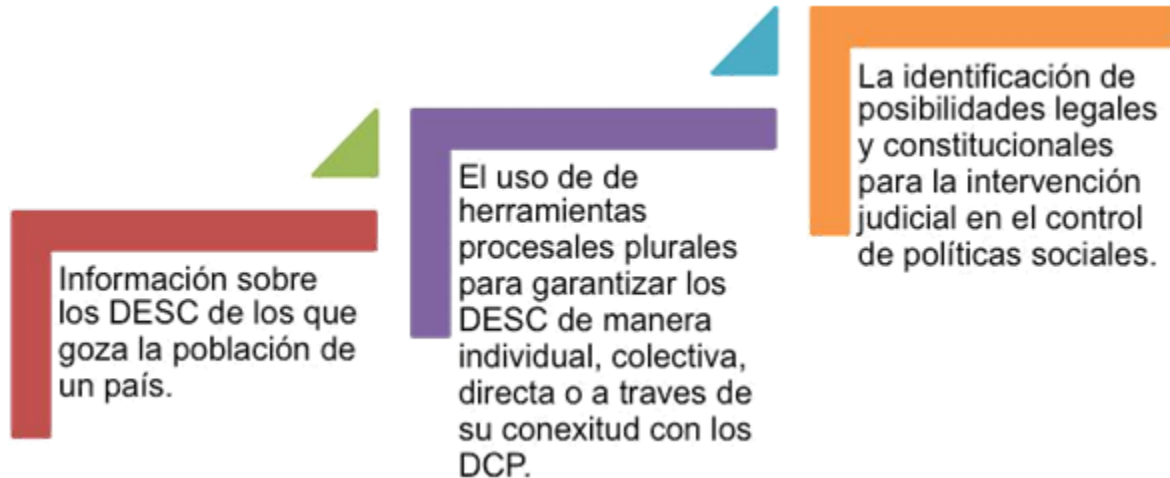 Información sobre
los DESC de los que
goza la población de
un país.
El uso de de
herramientas
procesales plurales
para garantizar los
DESC de manera
individual, colectiva,
directa o a traves de
su conexitud con los
DCP.
La identificación de
posibilidades legales
y constitucionales
para la intervención
judicial en el control
de políticas sociales.